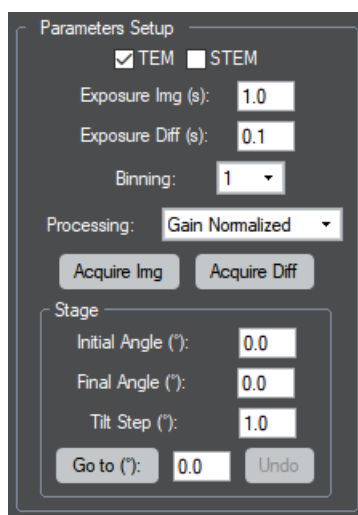 Parameters Setup
TEM STEM
Exposure Img (s): 1.0
Exposure Diff (s): 0.1
Binning: 1
Processing: Gain Normalized
Acquire Img Acquire Diff
Stage
Initial Angle (°): 0.0
Final Angle (°): 0.0
Tilt Step (°): 1.0
Go to (°): 0.0 Undo